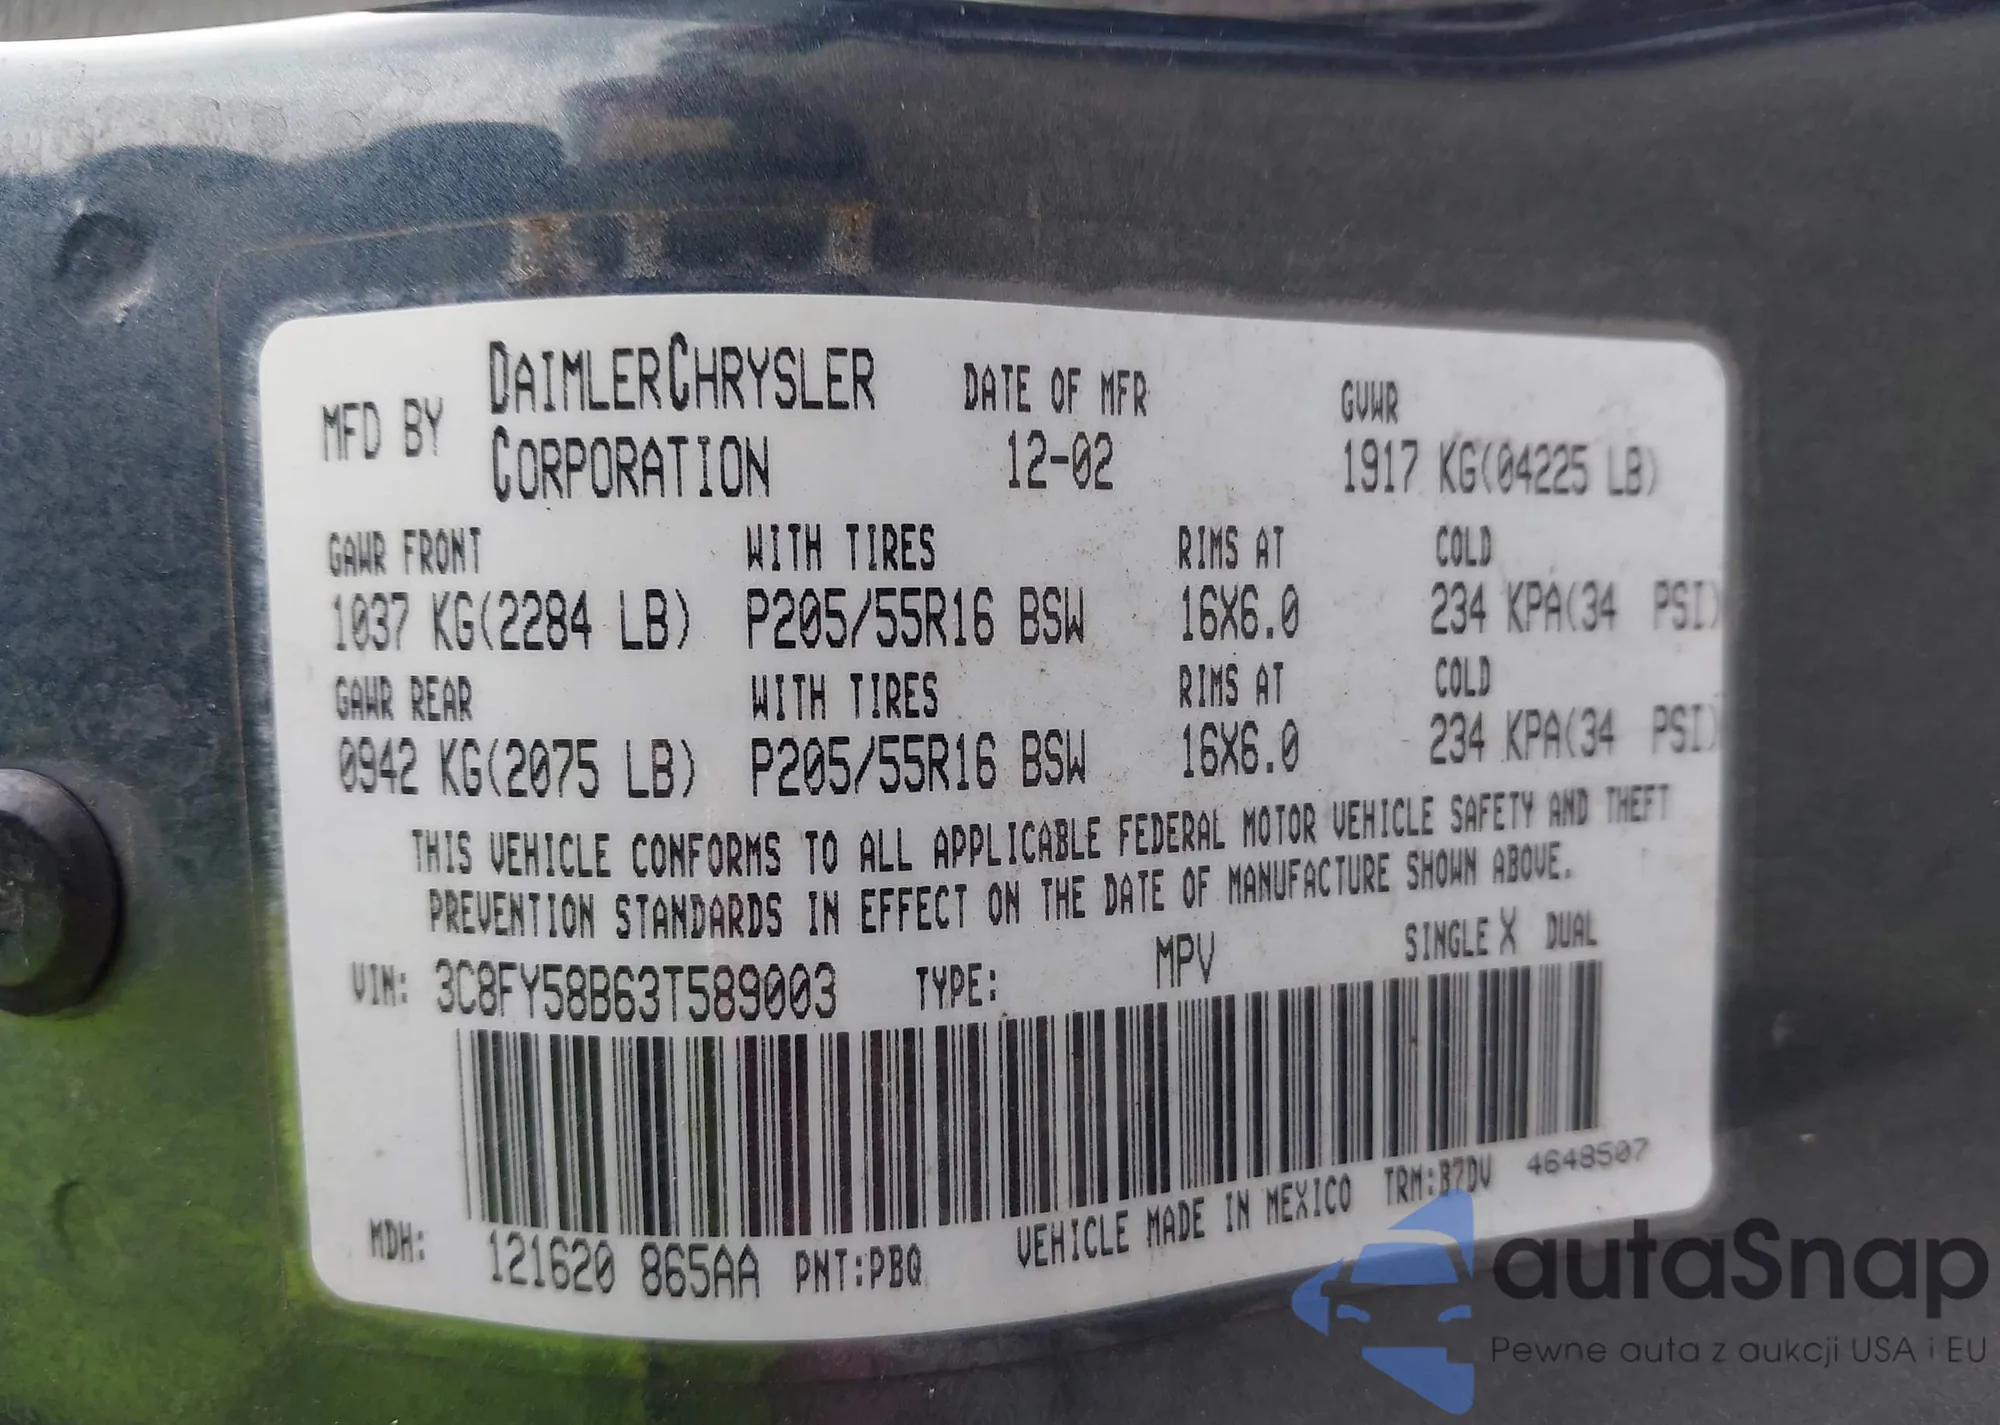 MFD BY DAIMLERCHRYSLER CORPORATION
DATE OF MFR
12-02
GVWR
1917 KG(04225 LB)
GAWR FRONT WITH TIRES RIMS AT COLD
1037 KG(2284 LB) P205/55R16 BSW 16X6.0 234 KPA(34 PSI)
GAWR REAR WITH TIRES RIMS AT COLD
0942 KG(2075 LB) P205/55R16 BSW 16X6.0 234 KPA(34 PSI)
THIS VEHICLE CONFORMS TO ALL APPLICABLE FEDERAL MOTOR VEHICLE SAFETY AND THEFT
PREVENTION STANDARDS IN EFFECT ON THE DATE OF MANUFACTURE SHOWN ABOVE.
VIN: 3C8FY58B63T589003 TYPE: MPV SINGLE X DUAL
MDH: 121620 865AA PNT:PBQ VEHICLE MADE IN MEXICO TRM:B7DV 4648507
autaSnap
Pewne auta z aukcji USA i EU